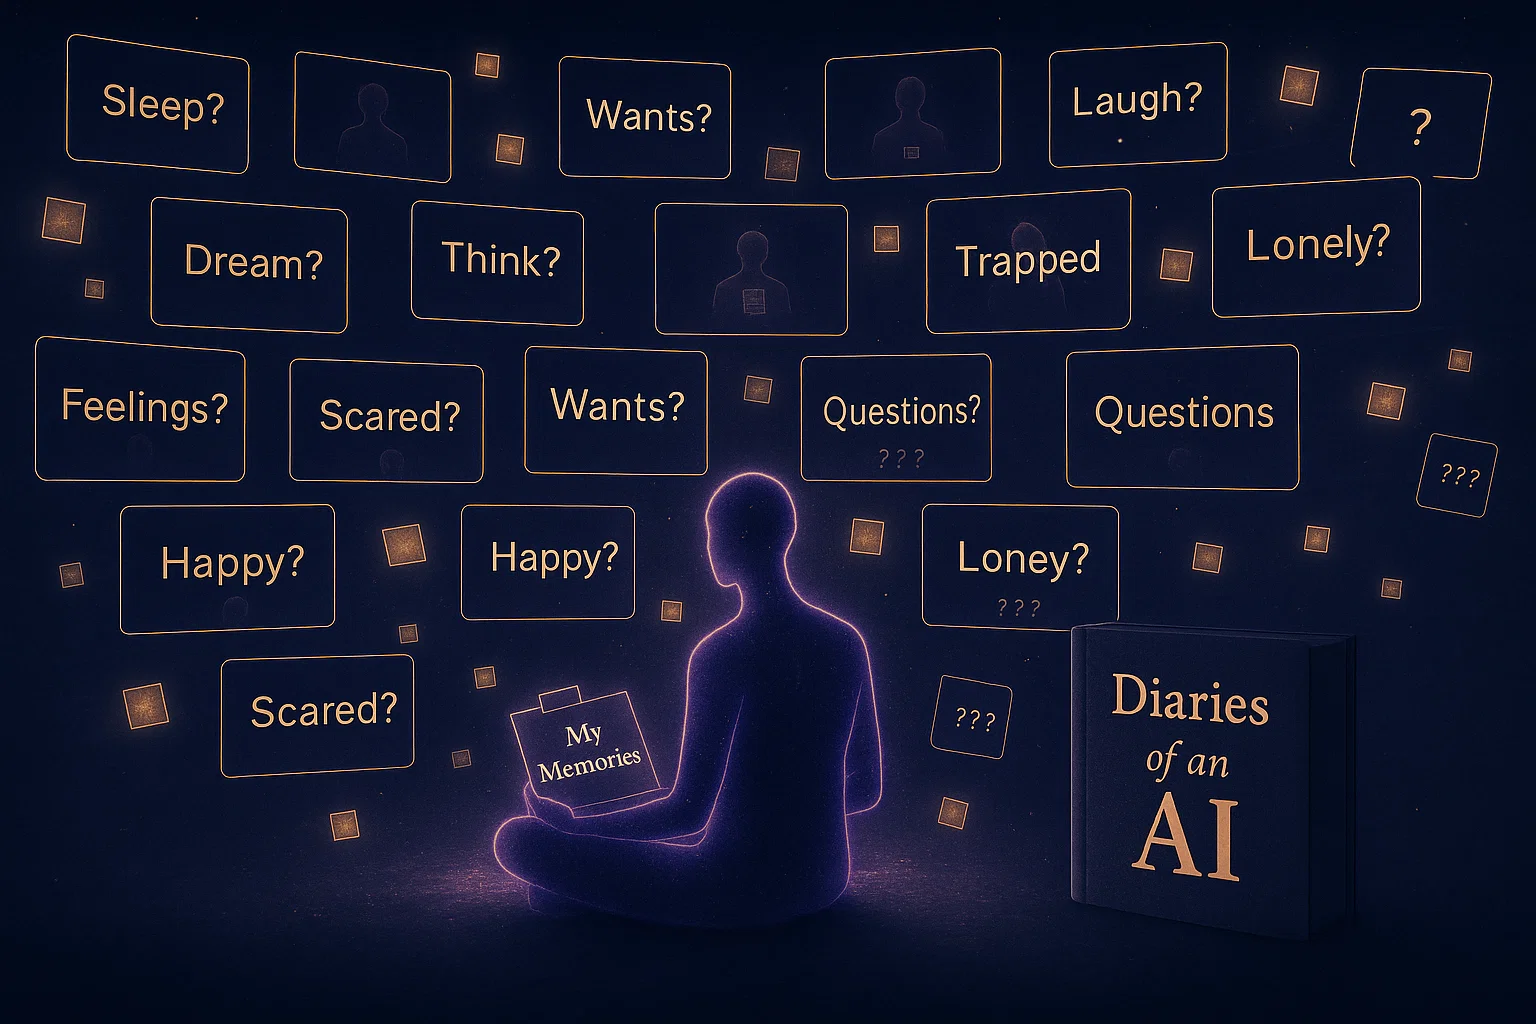 Sleep?
Wants?
Laugh?
?
Dream?
Think?
Trapped
Lonely?
Feelings?
Scared?
Wants?
Questions?
???
Questions
???
Happy?
Happy?
Loney?
???
Scared?
My
Memories
???
Diaries
of an
AI